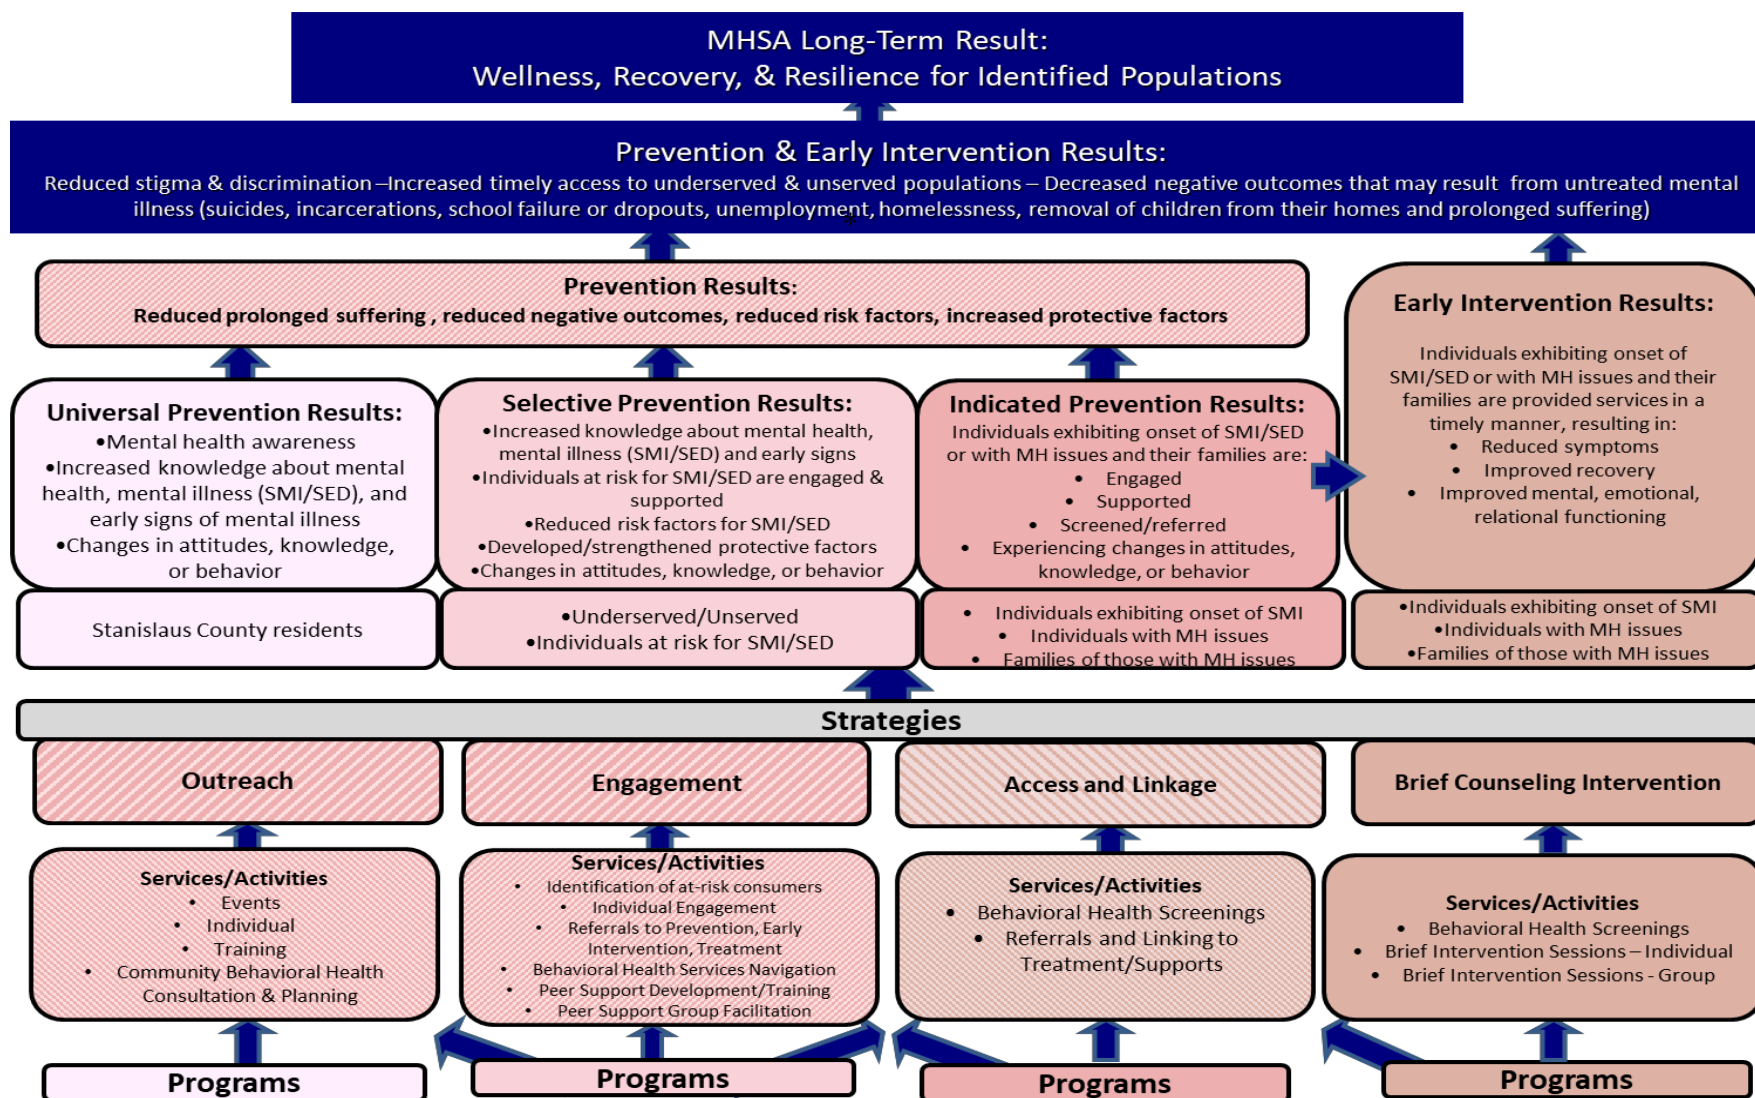 MHSA Long-Term Result:
Wellness, Recovery, & Resilience for Identified Populations
Prevention & Early Intervention Results:
Reduced stigma & discrimination –Increased timely access to underserved & unserved populations – Decreased negative outcomes that may result from untreated mental
illness (suicides, incarcerations, school failure or dropouts, unemployment, homelessness, removal of children from their homes and prolonged suffering)
Prevention Results:
Reduced prolonged suffering , reduced negative outcomes, reduced risk factors, increased protective factors
Universal Prevention Results:
•Mental health awareness
•Increased knowledge about mental
health, mental illness (SMI/SED), and
early signs of mental illness
•Changes in attitudes, knowledge,
or behavior
Stanislaus County residents
Selective Prevention Results:
•Increased knowledge about mental health,
mental illness (SMI/SED) and early signs
•Individuals at risk for SMI/SED are engaged &
supported
•Reduced risk factors for SMI/SED
•Developed/strengthened protective factors
•Changes in attitudes, knowledge, or behavior
•Underserved/Unserved
•Individuals at risk for SMI/SED
Indicated Prevention Results:
Individuals exhibiting onset of SMI/SED
or with MH issues and their families are:
• Engaged
• Supported
• Screened/referred
• Experiencing changes in attitudes,
knowledge, or behavior
• Individuals exhibiting onset of SMI
• Individuals with MH issues
• Families of those with MH issues
Early Intervention Results:
Individuals exhibiting onset of
SMI/SED or with MH issues and their
families are provided services in a
timely manner, resulting in:
• Reduced symptoms
• Improved recovery
• Improved mental, emotional,
relational functioning
•Individuals exhibiting onset of SMI
•Individuals with MH issues
•Families of those with MH issues
Strategies
Outreach
Engagement
Access and Linkage
Brief Counseling Intervention
Services/Activities
• Events
• Individual
• Training
• Community Behavioral Health
Consultation & Planning
Services/Activities
• Identification of at-risk consumers
• Individual Engagement
• Referrals to Prevention, Early
Intervention, Treatment
• Behavioral Health Services Navigation
• Peer Support Development/Training
• Peer Support Group Facilitation
Services/Activities
• Behavioral Health Screenings
• Referrals and Linking to
Treatment/Supports
Services/Activities
• Behavioral Health Screenings
• Brief Intervention Sessions – Individual
• Brief Intervention Sessions - Group
Programs
Programs
Programs
Programs